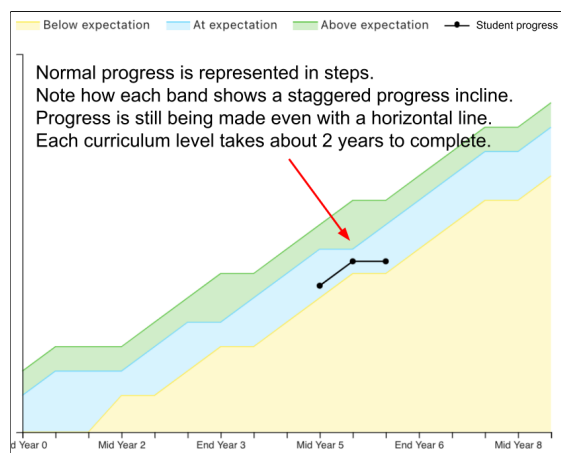 Below expectation At expectation Above expectation Student progress
Normal progress is represented in steps.
Note how each band shows a staggered progress incline.
Progress is still being made even with a horizontal line.
Each curriculum level takes about 2 years to complete.
d Year 0 Mid Year 2 End Year 3 Mid Year 5 End Year 6 Mid Year 8